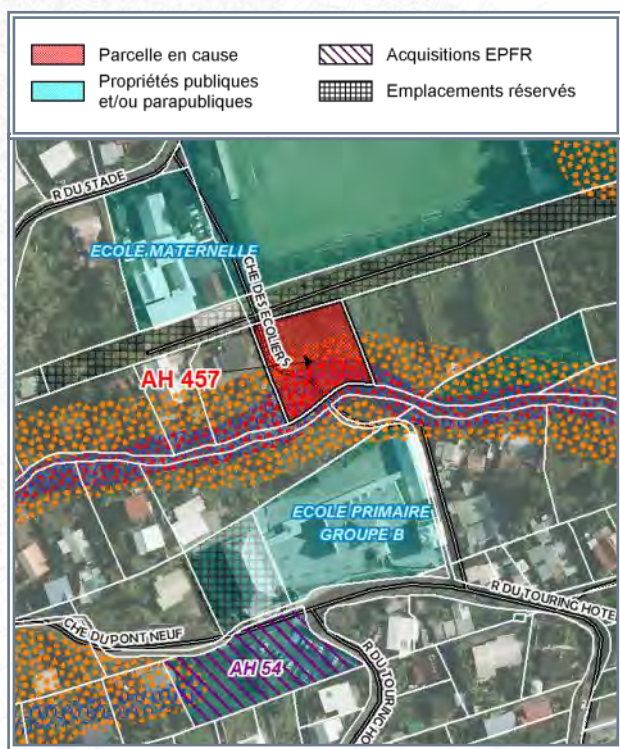 Parcelle en cause
Propriétés publiques
et/ou parapubliques
Acquisitions EPFR
Emplacements réservés
R DU STADE
ECOLE MATERNELLE
CHE DES ECOLIERS
AH 457
ECOLE PRIMAIRE
GROUPE B
R DU TOURING HOTE
CHE DU PONT NEUF
AH 54
R DU TOURING HO